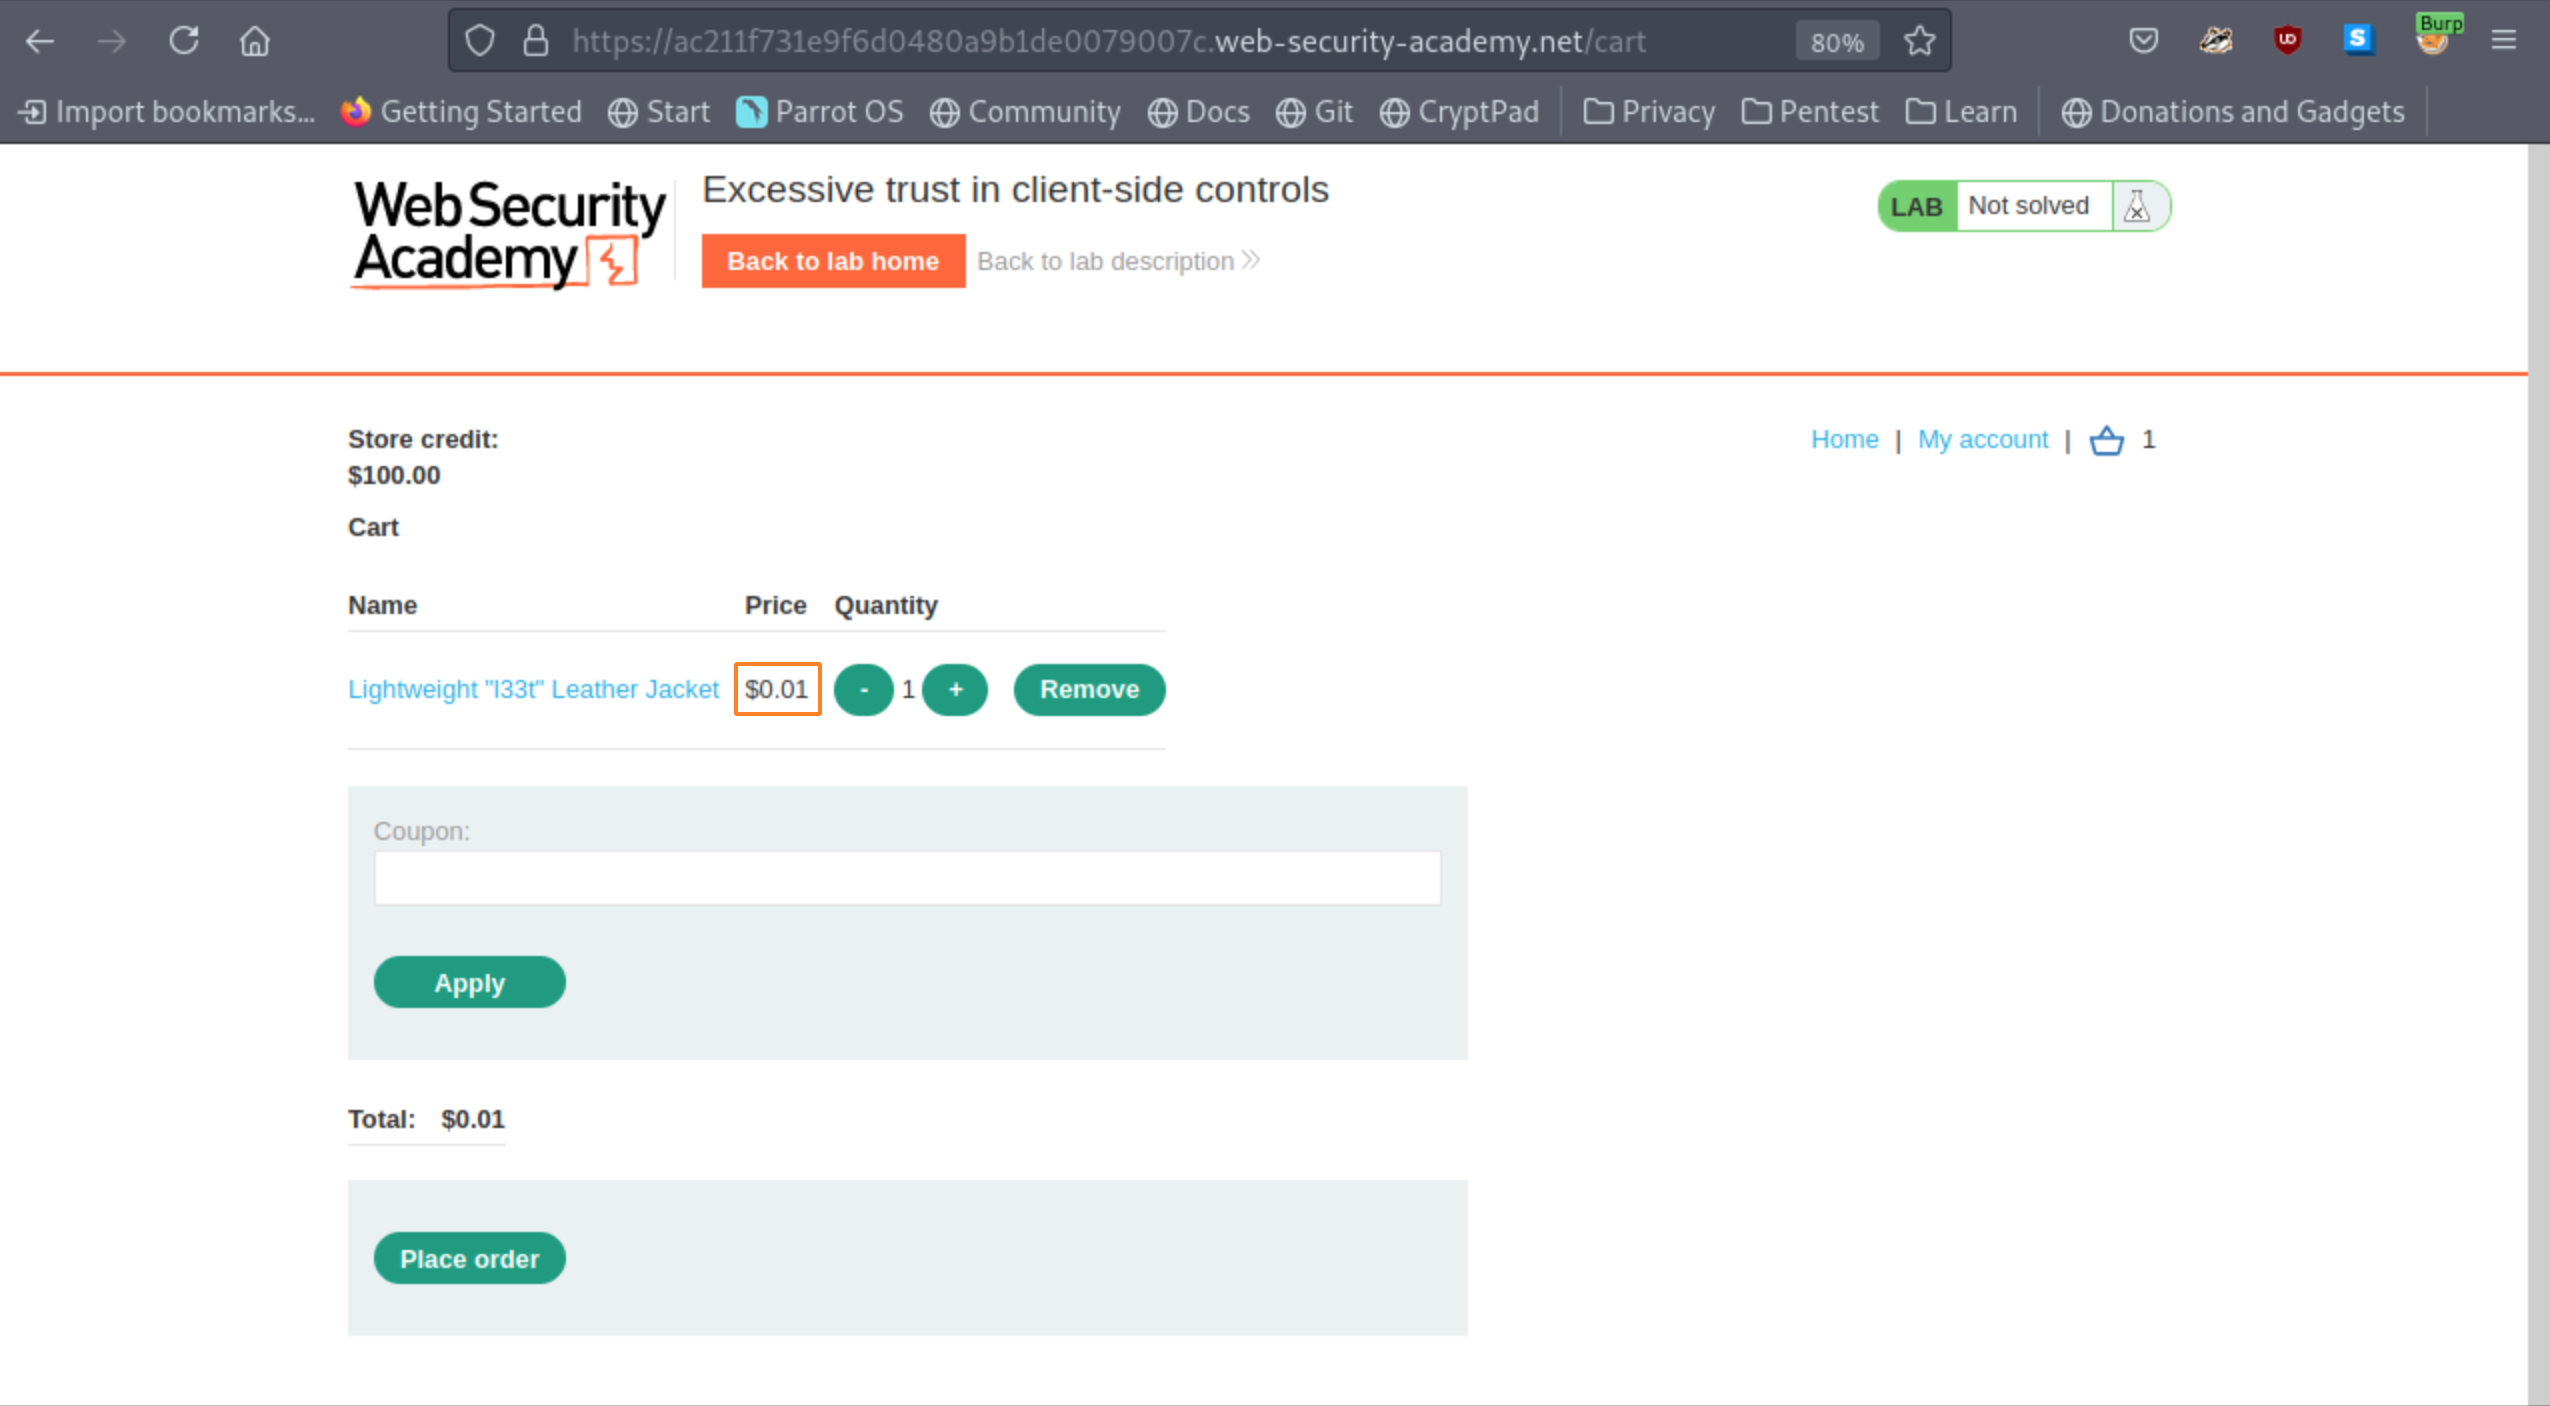 Burp
https://ac211f731e9f6d0480a9b1de0079007c.web-security-academy.net/cart 80% UD S
Import bookmarks... Getting Started Start Parrot OS Community Docs Git CryptPad Privacy Pentest Learn Donations and Gadgets
Web Security
Academy
Excessive trust in client-side controls
Back to lab home Back to lab description >>
LAB Not solved
Store credit:
$100.00
Home | My account | 1
Cart
Name Price Quantity
Lightweight "l33t" Leather Jacket $0.01 - 1 + Remove
Coupon:
Apply
Total: $0.01
Place order